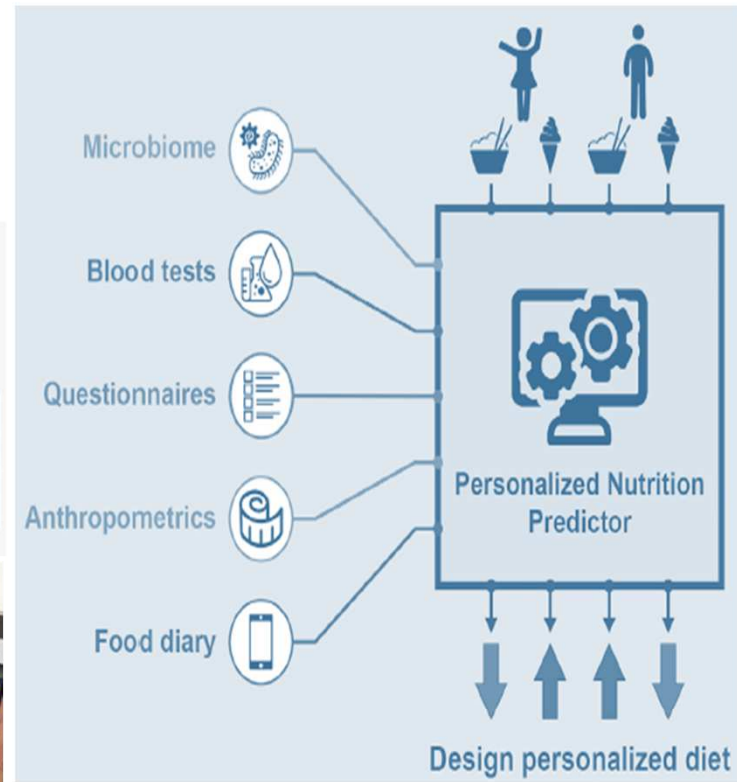 Microbiome
Blood tests
Questionnaires
Anthropometrics
Food diary
Personalized Nutrition
Predictor
Design personalized diet